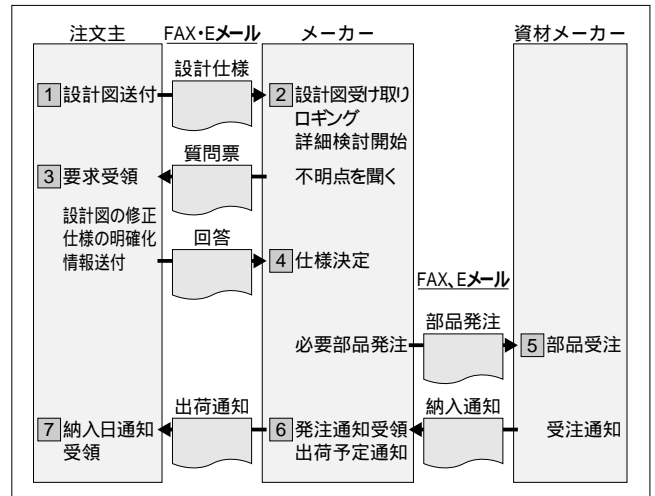 注文主 FAX・Eメール メーカー 資材メーカー
設計仕様
1 設計図送付 2 設計図受け取り
ロギング
詳細検討開始
質問票
3 要求受領 不明点を聞く
設計図の修正
仕様の明確化
情報送付
回答
4 仕様決定
FAX、Eメール
部品発注
必要部品発注 5 部品受注
出荷通知 納入通知
7 納入日通知 6 発注通知受領 受注通知
受領 出荷予定通知